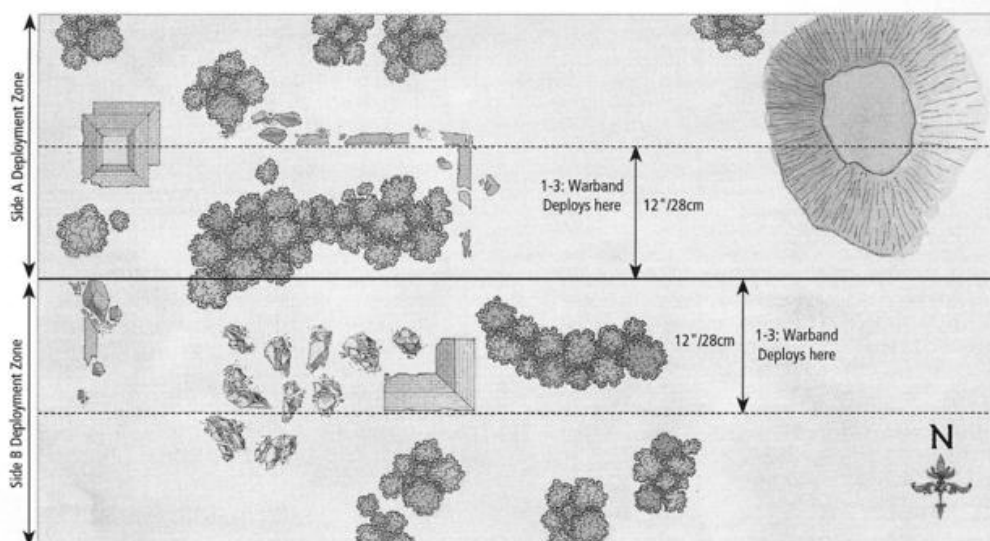 Side A Deployment Zone
1-3: Warband
Deploys here
12"/28cm
Side B Deployment Zone
12"/28cm
1-3: Warband
Deploys here
N